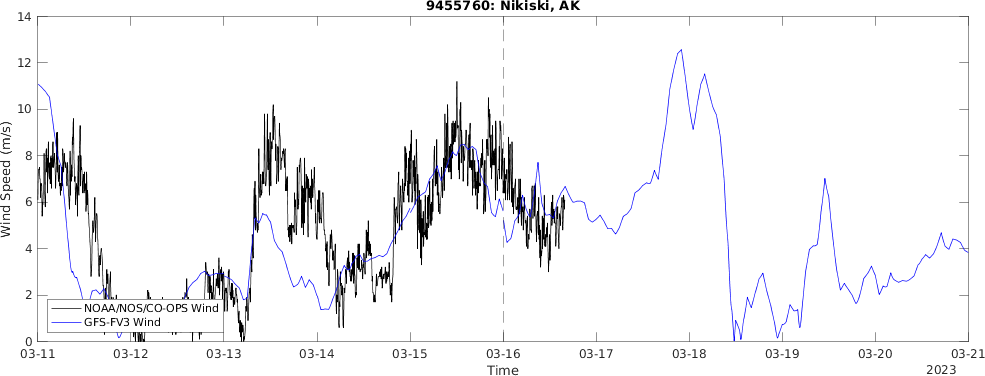 9455760: Nikiski, AK
14
12
10
8
6
4
2
0
Wind Speed (m/s)
NOAA/NOS/CO-OPS Wind
GFS-FV3 Wind
03-11 03-12 03-13 03-14 03-15 03-16 03-17 03-18 03-19 03-20 03-21
Time
2023